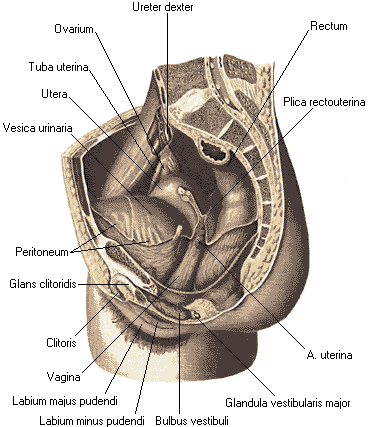 Ureter dexter
Ovarium
Rectum
Tuba uterina
Utera
Plica rectouterina
Vesica urinaria
Peritoneum
Glans clitoridis
Clitoris
A. uterina
Vagina
Labium majus pudendi
Glandula vestibularis major
Labium minus pudendi
Bulbus vestibuli